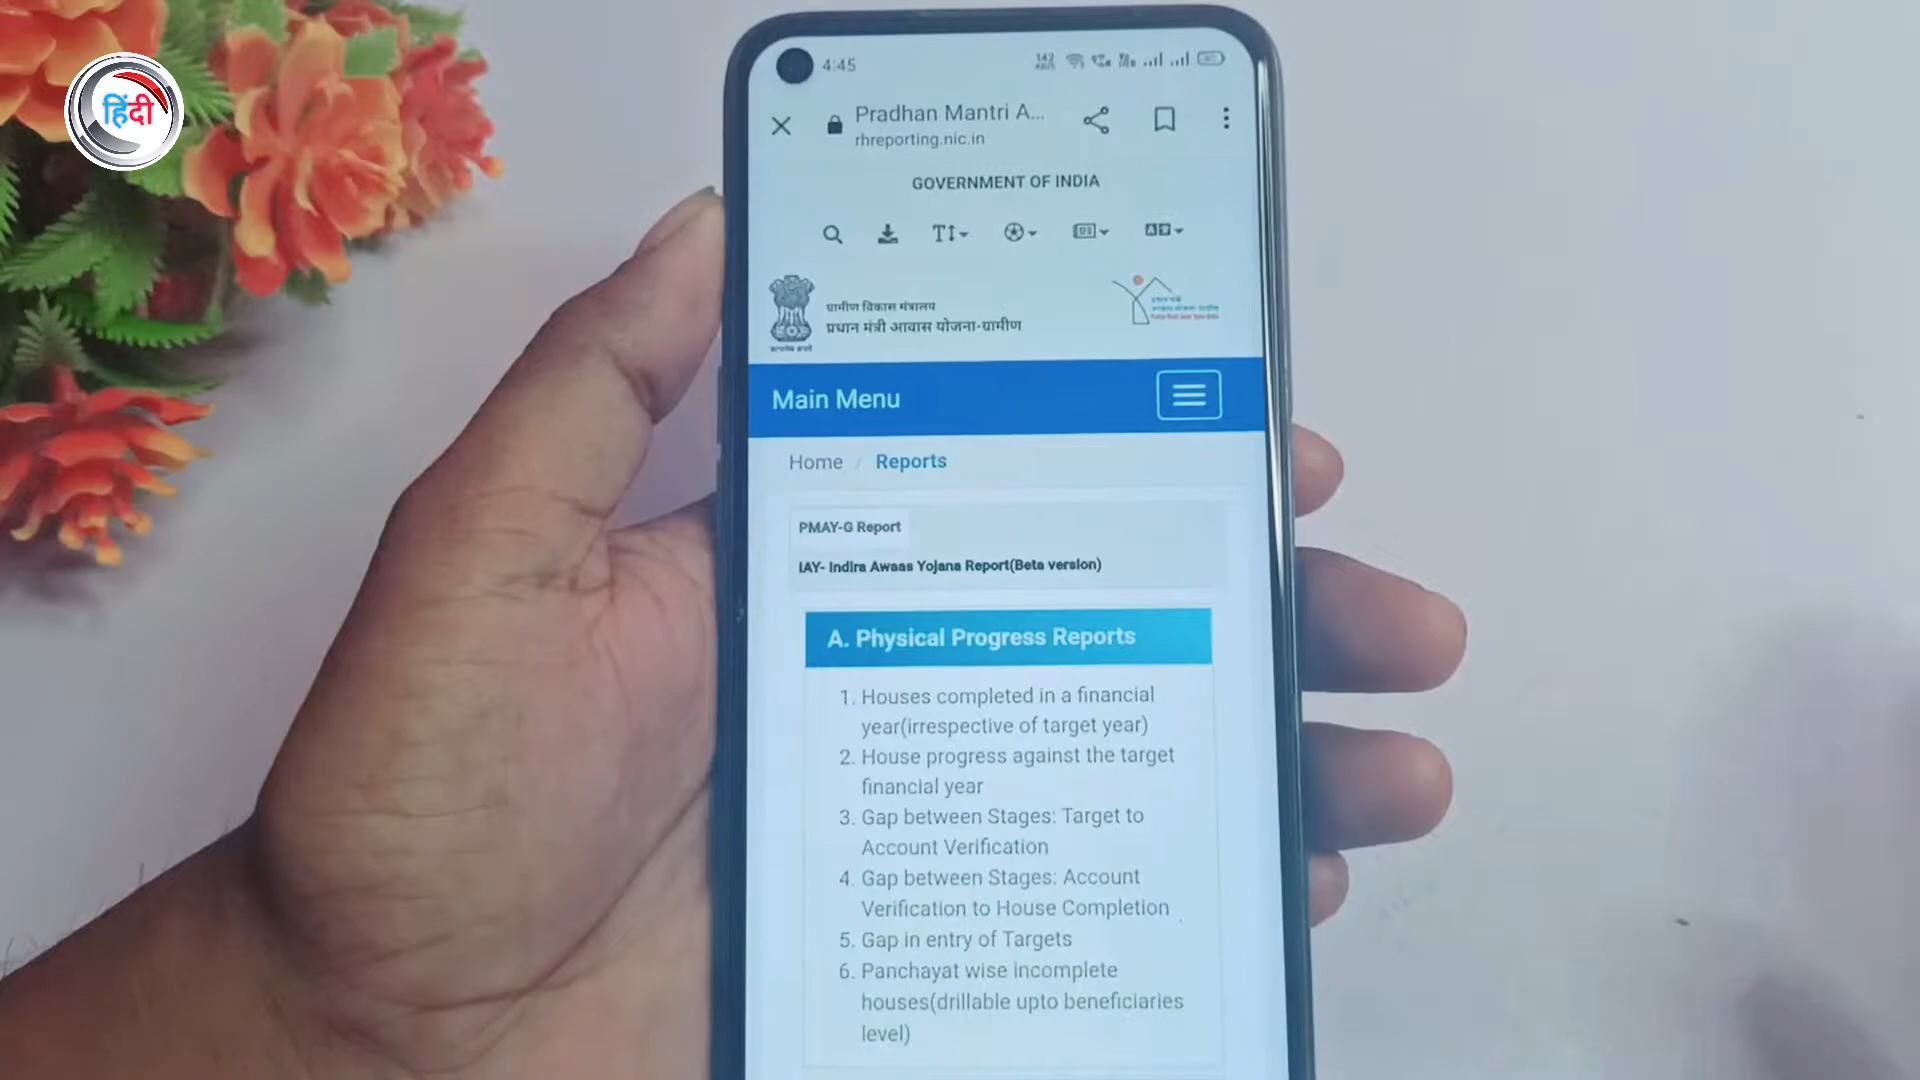 हिंदी
4:45
Pradhan Mantri A...
rhreporting.nic.in
GOVERNMENT OF INDIA
ग्रामीण विकास मंत्रालय
प्रधान मंत्री आवास योजना-ग्रामीण
Main Menu
Home / Reports
PMAY-G Report
IAY- Indira Awaas Yojana Report(Beta version)
A. Physical Progress Reports
1. Houses completed in a financial
year(irrespective of target year)
2. House progress against the target
financial year
3. Gap between Stages: Target to
Account Verification
4. Gap between Stages: Account
Verification to House Completion
5. Gap in entry of Targets
6. Panchayat wise incomplete
houses(drillable upto beneficiaries
level)